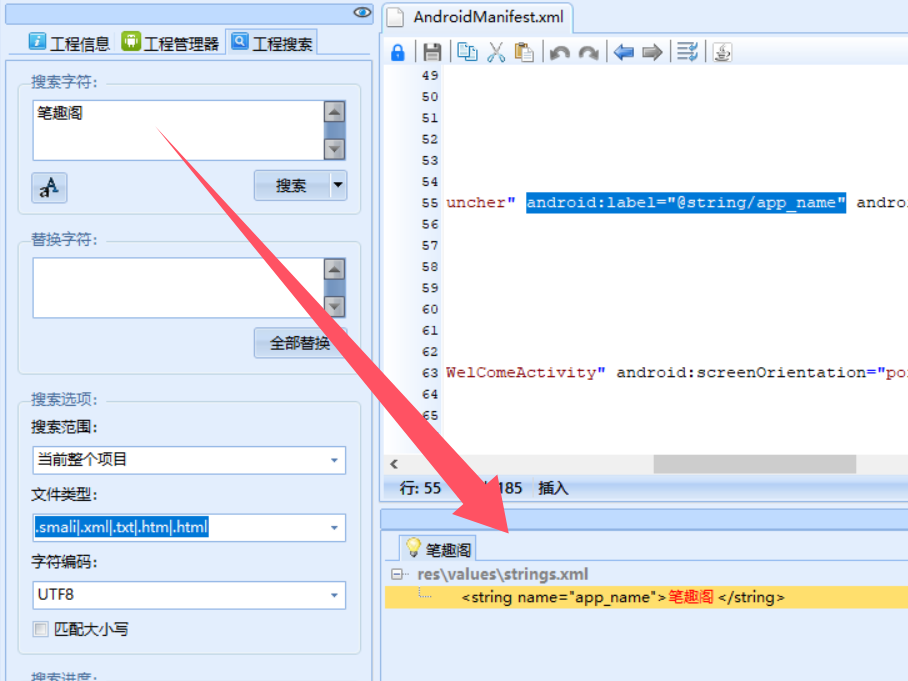 工程信息 工程管理器 工程搜索
搜索字符:
笔趣阁
aA
搜索
替换字符:
全部替换
搜索选项:
搜索范围:
当前整个项目
文件类型:
.smali|.xml|.txt|.htm|.html
字符编码:
UTF8
匹配大小写
搜索进度:
AndroidManifest.xml
49
50
51
52
53
54
55 uncher" android:label="@string/app_name" andro
56
57
58
59
60
61
62
63 WelComeActivity" android:screenOrientation="po
64
65
行: 55 185 插入
笔趣阁
res\values\strings.xml
<string name="app_name">笔趣阁</string>